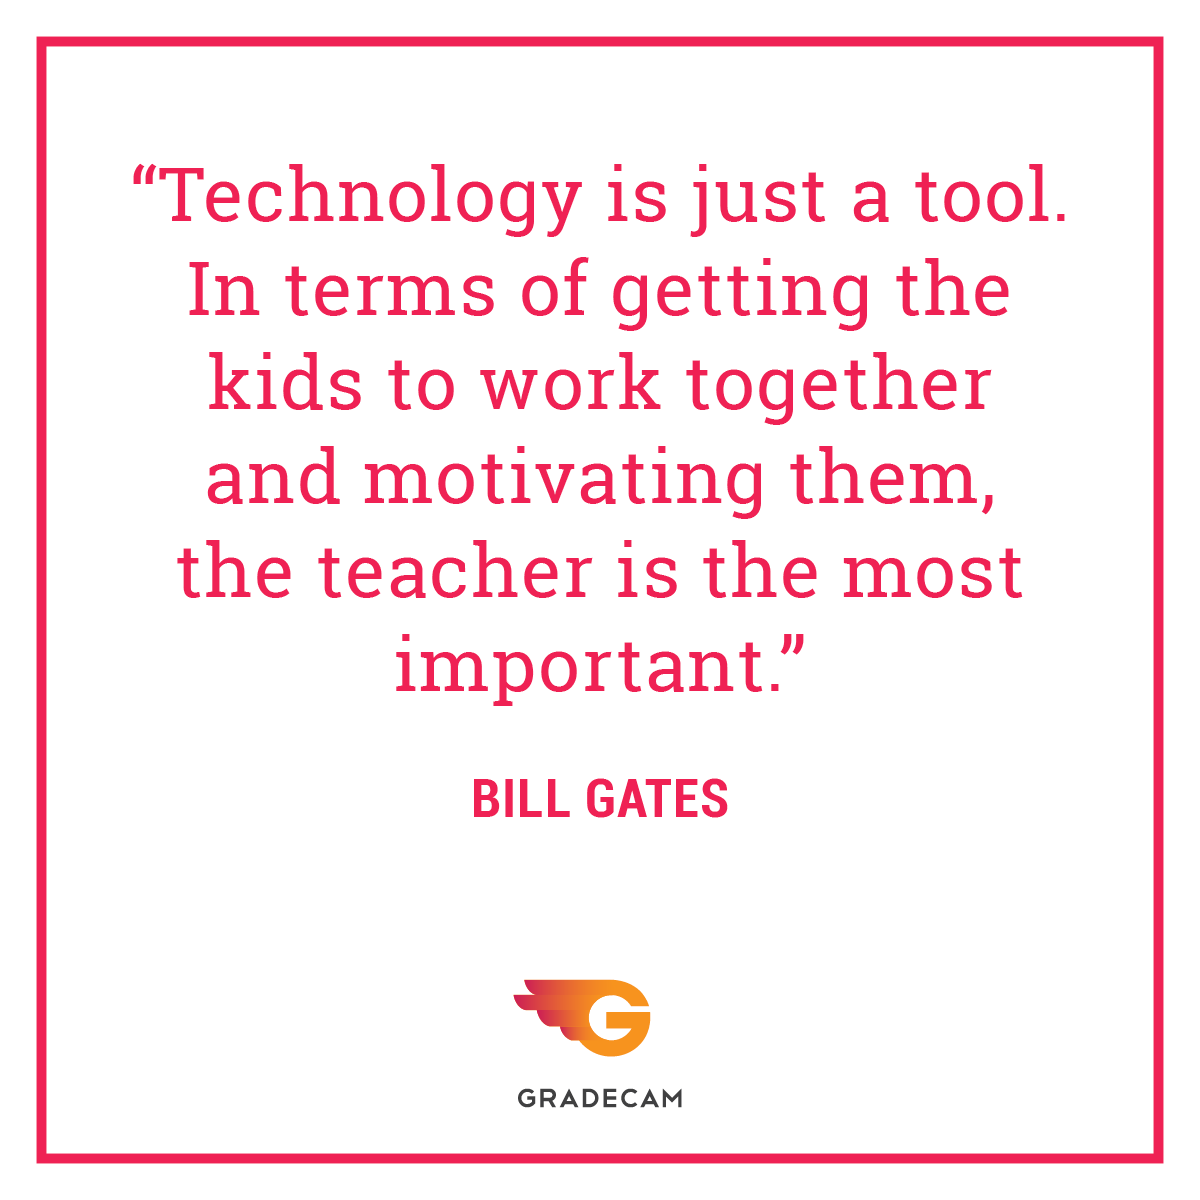 “Technology is just a tool.
In terms of getting the
kids to work together
and motivating them,
the teacher is the most
important.”
BILL GATES
GRADECAM